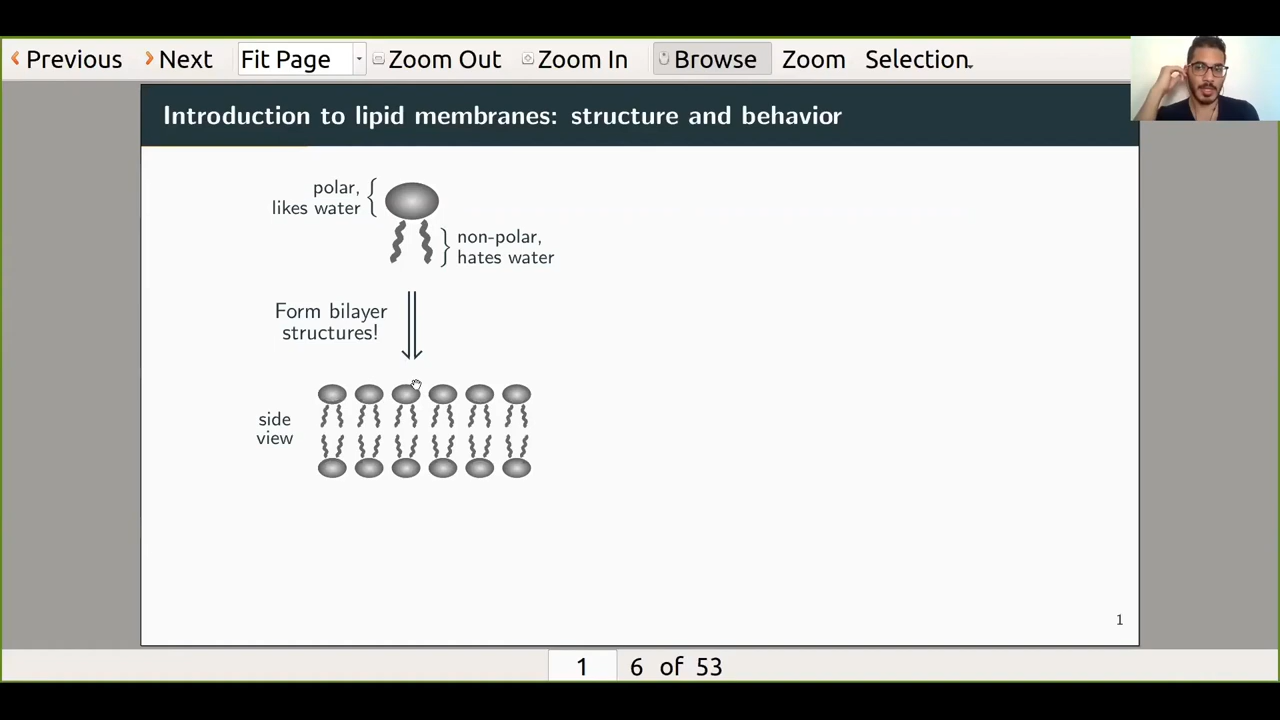 Previous Next Fit Page Zoom Out Zoom In Browse Zoom Selection
Introduction to lipid membranes: structure and behavior
polar,
likes water
non-polar,
hates water
Form bilayer
structures!
side
view
1
1 6 of 53